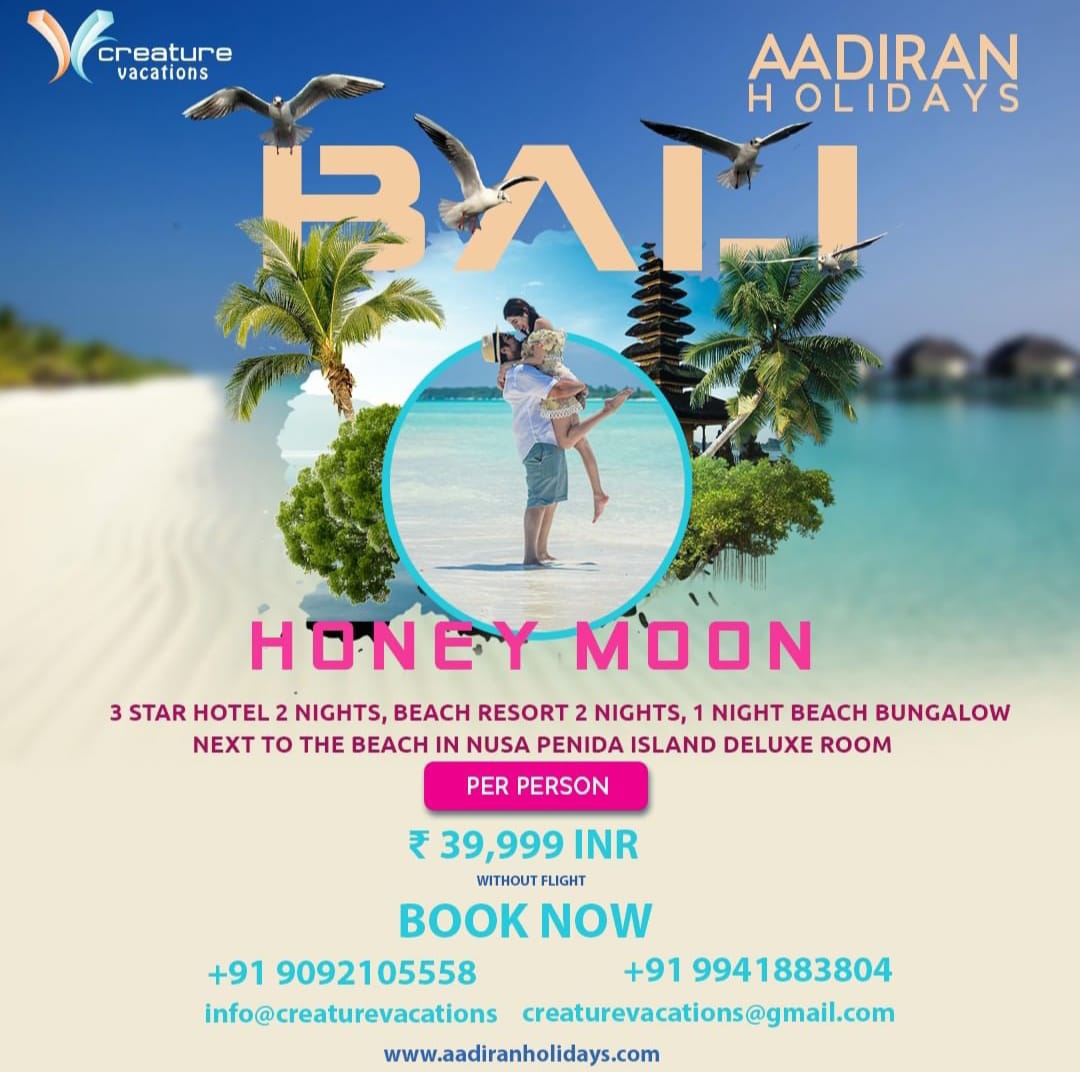 creature
vacations
AADIRAN
HOLIDAYS
BALI
HONEY MOON
3 STAR HOTEL 2 NIGHTS, BEACH RESORT 2 NIGHTS, 1 NIGHT BEACH BUNGALOW
NEXT TO THE BEACH IN NUSA PENIDA ISLAND DELUXE ROOM
PER PERSON
₹ 39,999 INR
WITHOUT FLIGHT
BOOK NOW
+91 9092105558 +91 9941883804
info@creaturevacations creaturevacations@gmail.com
www.aadiranholidays.com